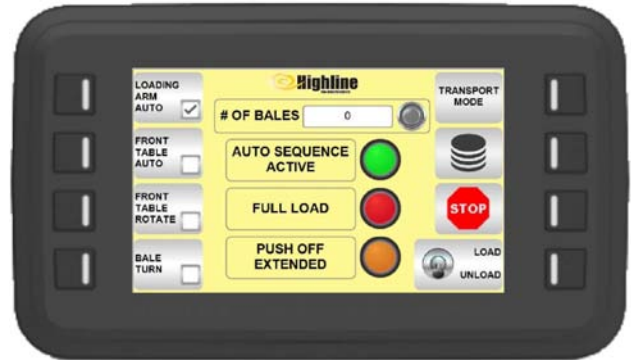 LOADING
ARM
AUTO
Highline
TRANSPORT
MODE
# OF BALES 0
FRONT
TABLE
AUTO
AUTO SEQUENCE
ACTIVE
FRONT
TABLE
ROTATE
FULL LOAD
STOP
BALE
TURN
PUSH OFF
EXTENDED
LOAD
UNLOAD